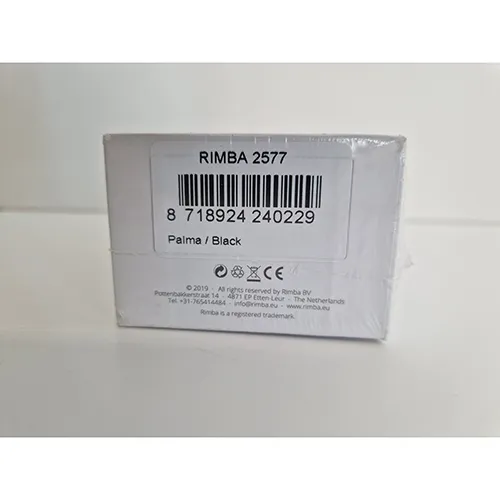 RIMBA 2577
8 718924 240229
Palma / Black
© 2019 · All rights reserved by Rimba BV
Pottenbakkerstraat 14 · 4871 EP Etten-Leur · The Netherlands
Tel. +31-765414484 · info@rimba.eu · www.rimba.eu
Rimba is a registered trademark.